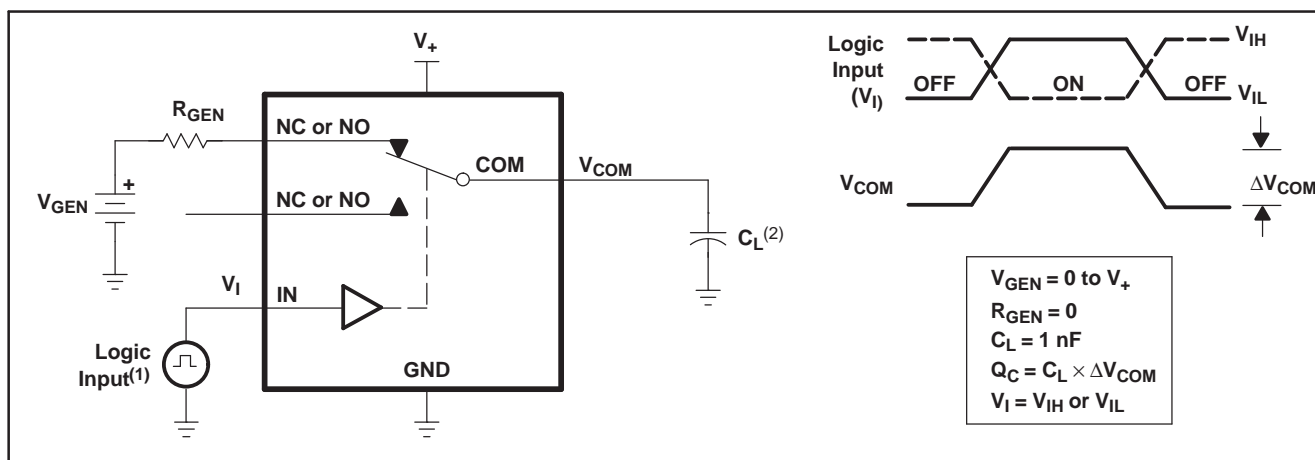 V+
RGEN
NC or NO
COM
VCOM
VGEN
+
NC or NO
CL(2)
VI
IN
Logic
Input(1)
GND
Logic
Input
(VI)
OFF
ON
OFF
VIH
VIL
VCOM
ΔVCOM
VGEN = 0 to V+
RGEN = 0
CL = 1 nF
QC = CL × ΔVCOM
VI = VIH or VIL